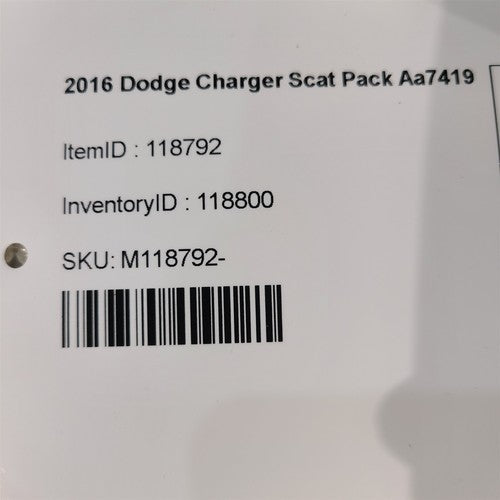 2016 Dodge Charger Scat Pack Aa7419
ItemID : 118792
InventoryID : 118800
SKU: M118792-